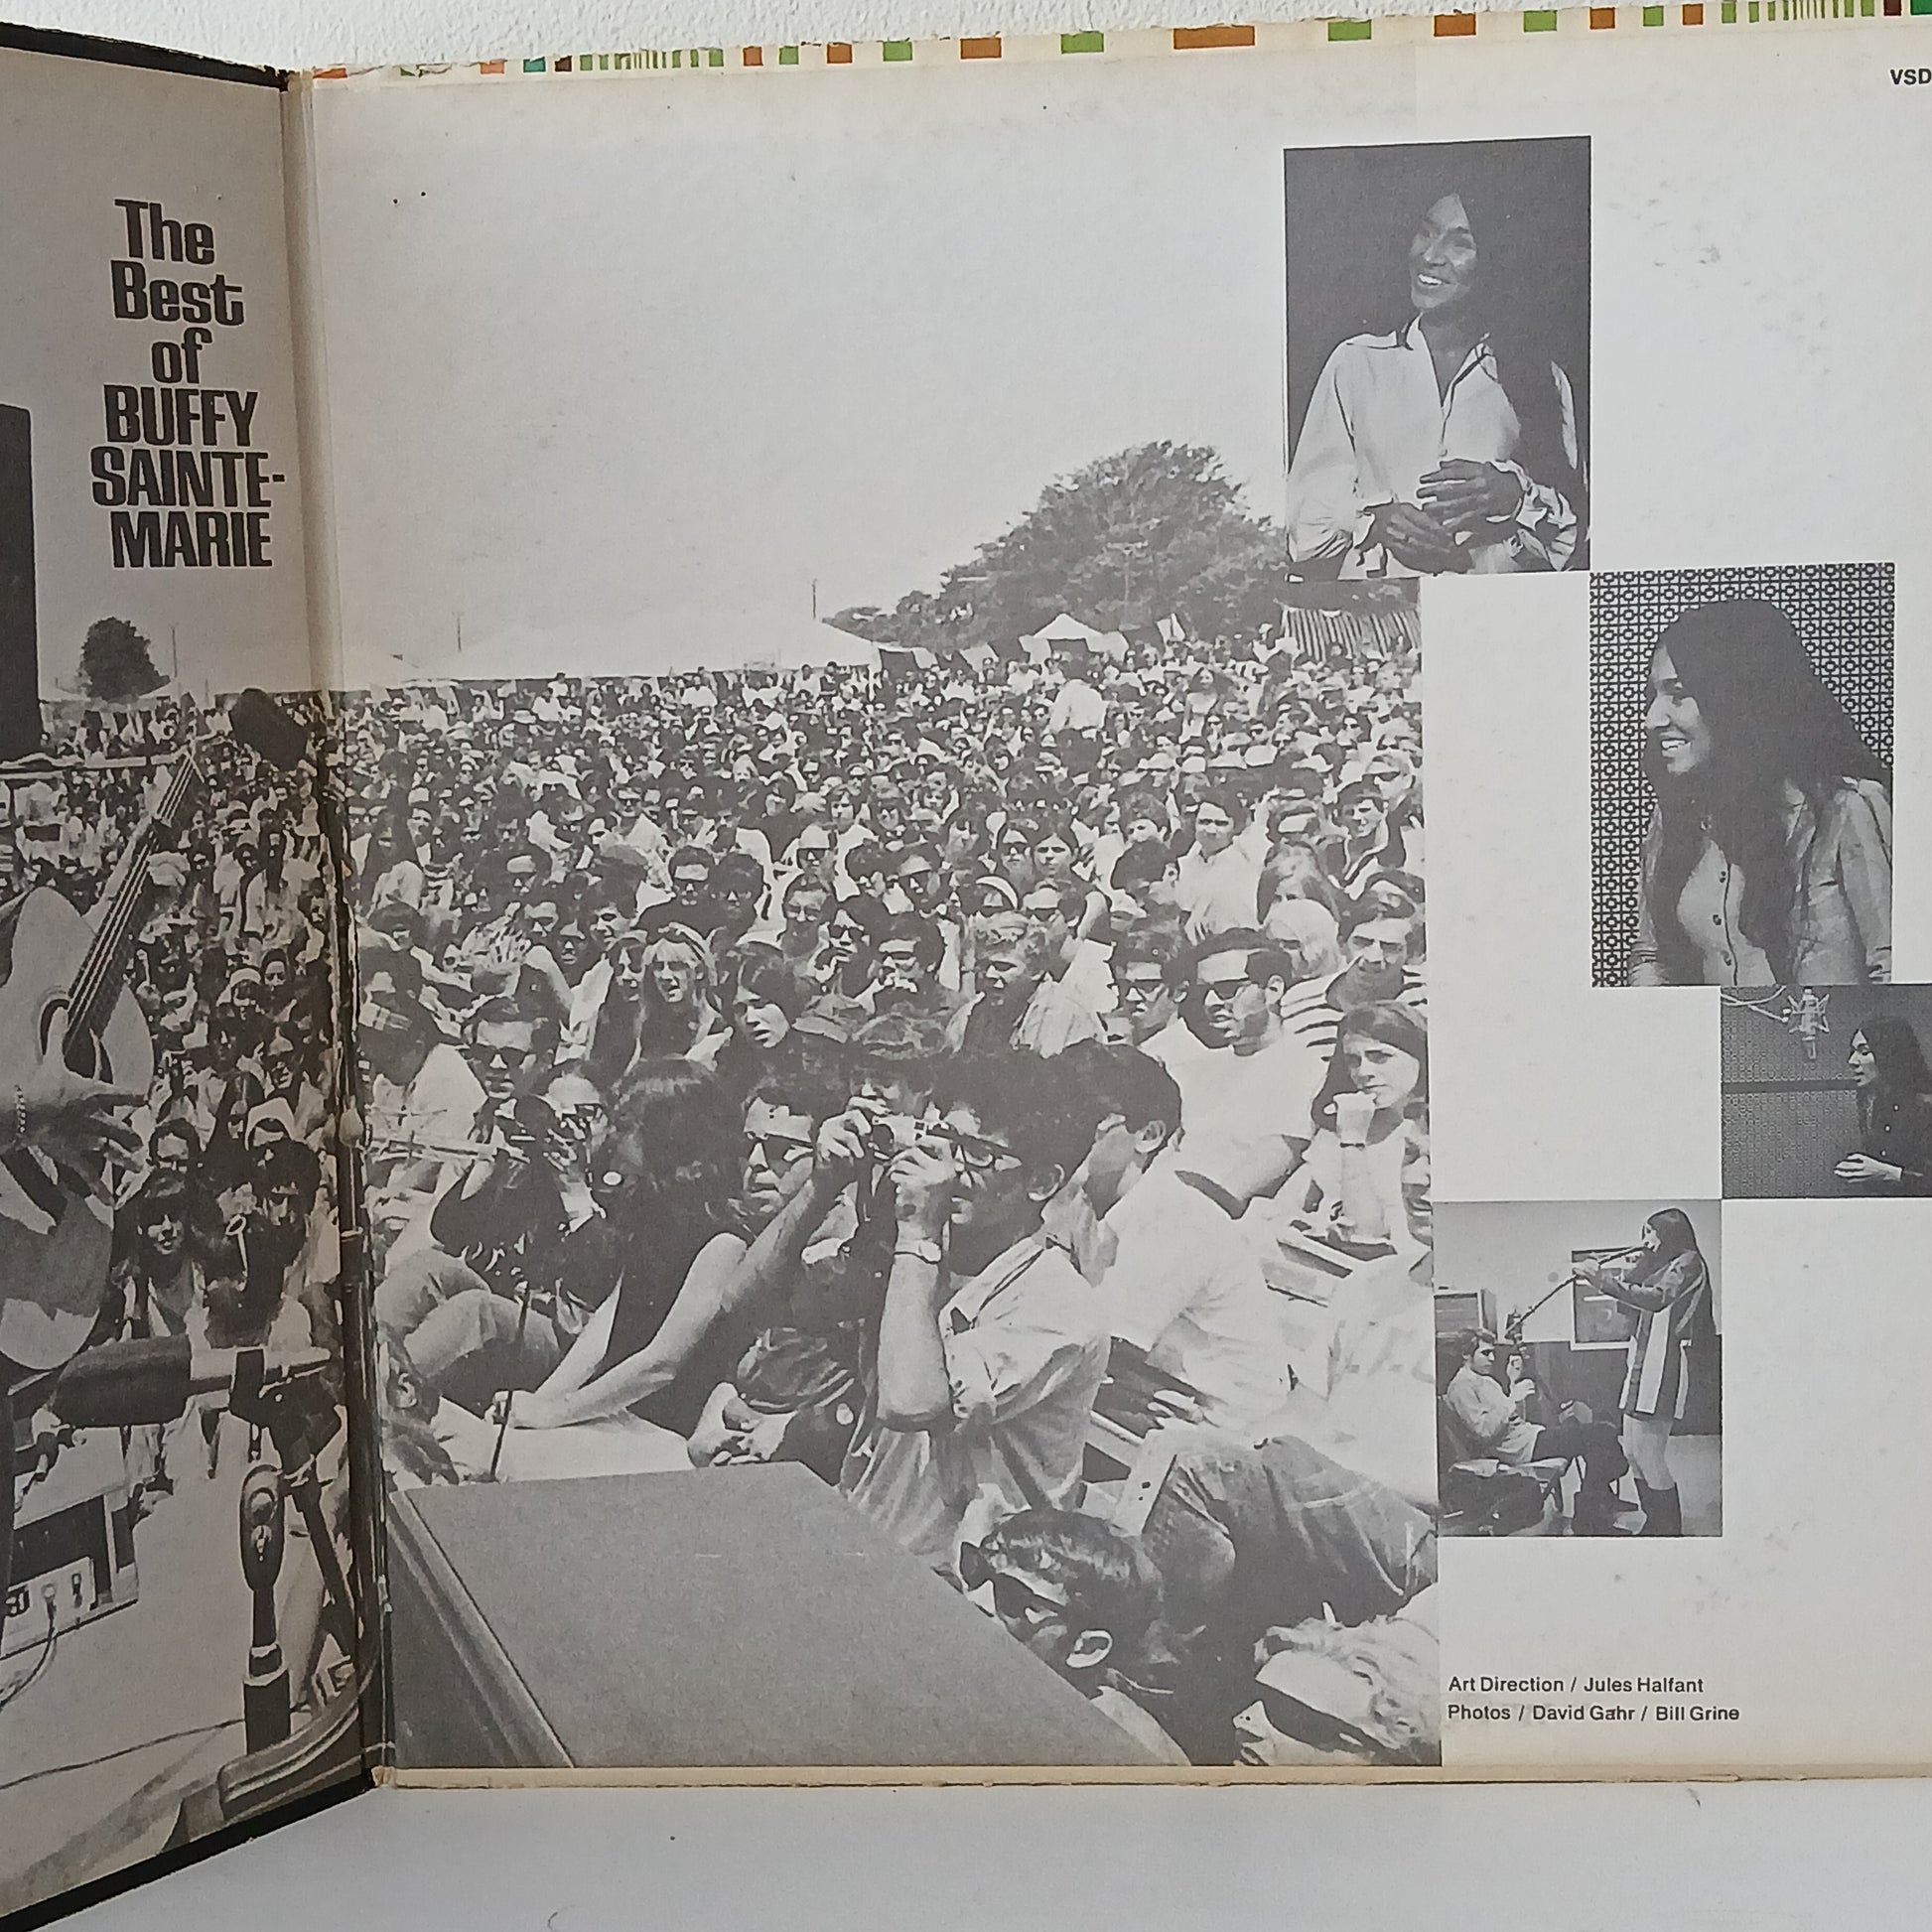 The
Best
of
BUFFY
SAINTE-
MARIE
VSD
Art Direction / Jules Halfant
Photos / David Gahr / Bill Grine